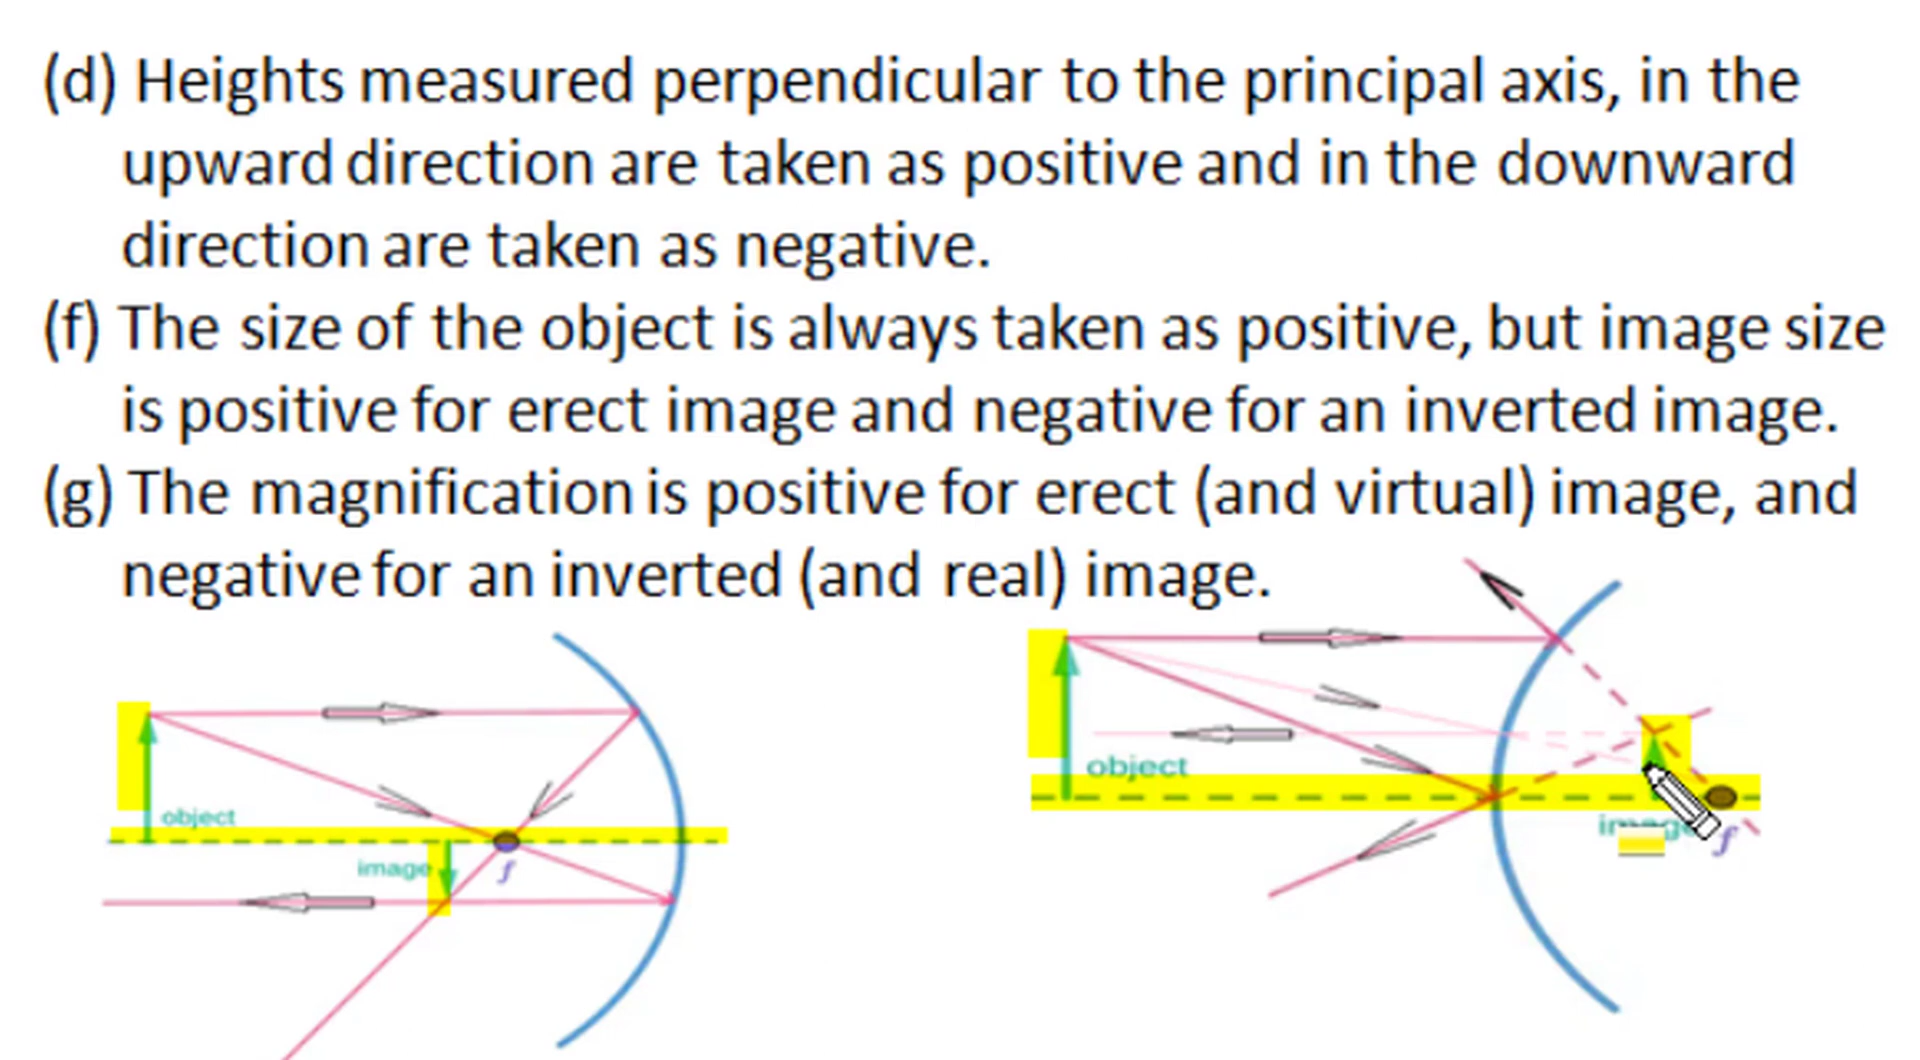 (d) Heights measured perpendicular to the principal axis, in the
upward direction are taken as positive and in the downward
direction are taken as negative.
(f) The size of the object is always taken as positive, but image size
is positive for erect image and negative for an inverted image.
(g) The magnification is positive for erect (and virtual) image, and
negative for an inverted (and real) image.
object
image
f
object
image
f